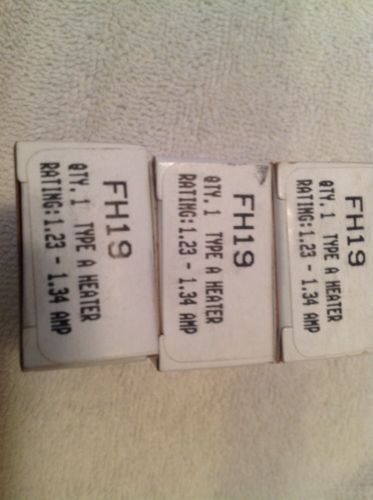 FH19
QTY. 1 TYPE A HEATER
RATING: 1.23 - 1.34 AMP
FH19
QTY. 1 TYPE A HEATER
RATING: 1.23 - 1.34 AMP
FH19
QTY. 1 TYPE A HEATER
RATING: 1.23 - 1.34 AMP